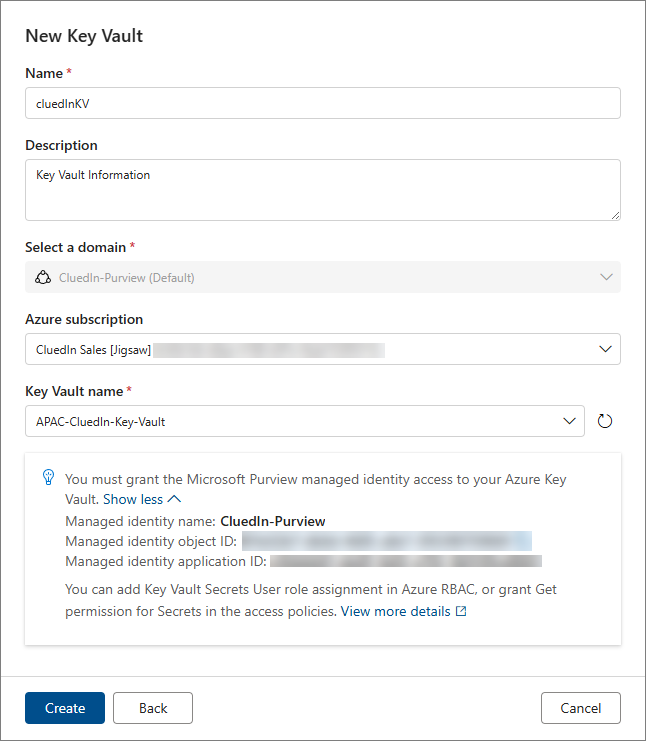 New Key Vault
Name *
cluedInKV
Description
Key Vault Information
Select a domain *
CluedIn-Purview (Default)
Azure subscription
CluedIn Sales [Jigsaw]
Key Vault name *
APAC-CluedIn-Key-Vault
You must grant the Microsoft Purview managed identity access to your Azure Key
Vault. Show less
Managed identity name: CluedIn-Purview
Managed identity object ID:
Managed identity application ID:
You can add Key Vault Secrets User role assignment in Azure RBAC, or grant Get
permission for Secrets in the access policies. View more details
Create Back Cancel